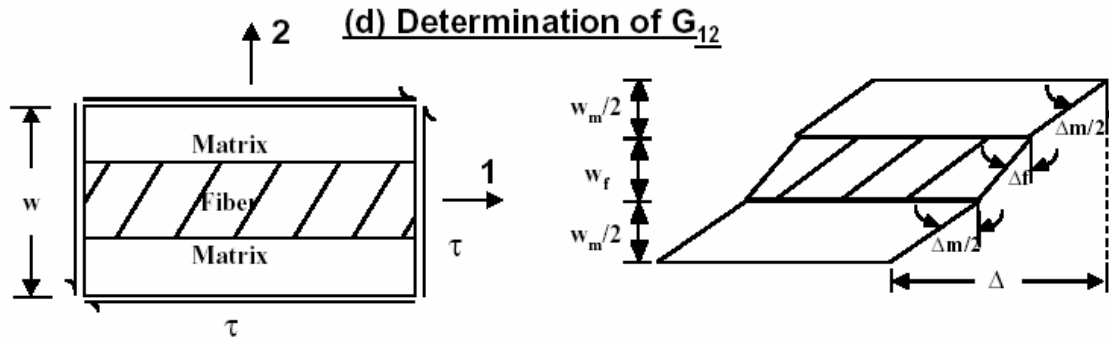 (d) Determination of G12
2
Matrix
1
w
Fiber
Matrix
τ
τ
wm/2
wf
wm/2
Δm/2
Δf
Δm/2
Δ